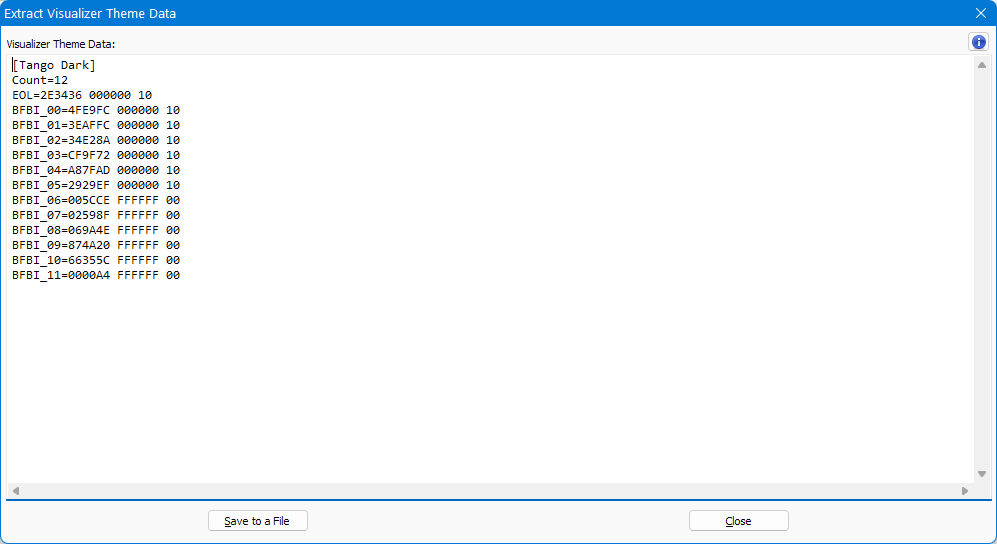 Extract Visualizer Theme Data
Visualizer Theme Data:
[Tango Dark]
Count=12
EOL=2E3436 000000 10
BFBI_00=4FE9FC 000000 10
BFBI_01=3EAFFC 000000 10
BFBI_02=34E28A 000000 10
BFBI_03=CF9F72 000000 10
BFBI_04=A87FAD 000000 10
BFBI_05=2929EF 000000 10
BFBI_06=005CCE FFFFFF 00
BFBI_07=02598F FFFFFF 00
BFBI_08=069A4E FFFFFF 00
BFBI_09=874A20 FFFFFF 00
BFBI_10=66355C FFFFFF 00
BFBI_11=0000A4 FFFFFF 00
Save to a File
Close